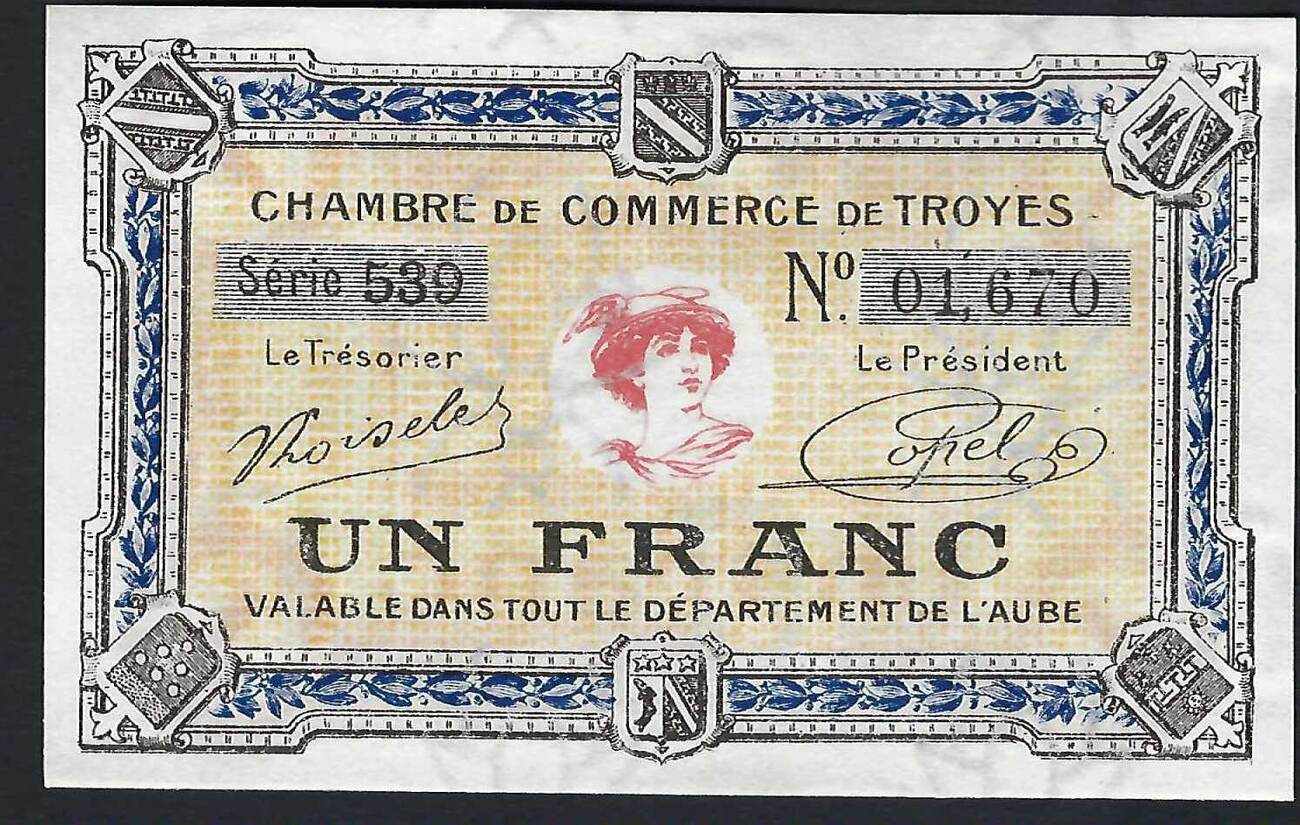 CHAMBRE DE COMMERCE DE TROYES
Série 539
Nº. 01,670
Le Trésorier
Le Président
Copel
UN FRANC
VALABLE DANS TOUT LE DÉPARTEMENT DE L'AUBE